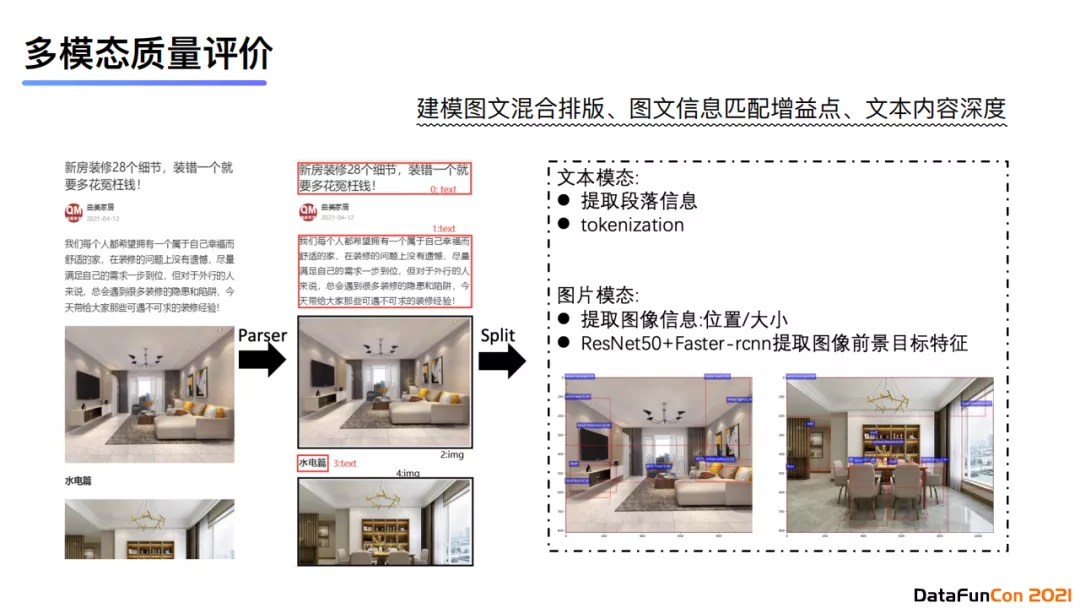 多模态质量评价
建模图文混合排版、图文信息匹配增益点、文本内容深度
新房装修28个细节，装错一个就
要多花冤枉钱！
QM
曲美家居
2021-04-12
我们每个人都希望拥有一个属于自己幸福而
舒适的家，在装修的问题上没有遗憾，尽量
满足自己的需求一步到位，但对于外行的人
来说，总会遇到很多装修的隐患和陷阱，今
天带给大家那些可遇不可求的装修经验！
水电篇
Parser
新房装修28个细节，装错一个就
要多花冤枉钱！
0: text
QM
曲美家居
2021-04-12
1:text
我们每个人都希望拥有一个属于自己幸福而
舒适的家，在装修的问题上没有遗憾，尽量
满足自己的需求一步到位，但对于外行的人
来说，总会遇到很多装修的隐患和陷阱，今
天带给大家那些可遇不可求的装修经验！
2:img
水电篇
3:text
4:img
Split
文本模态:
● 提取段落信息
● tokenization
图片模态:
● 提取图像信息:位置/大小
● ResNet50+Faster-rcnn提取图像前景目标特征
DataFunCon 2021